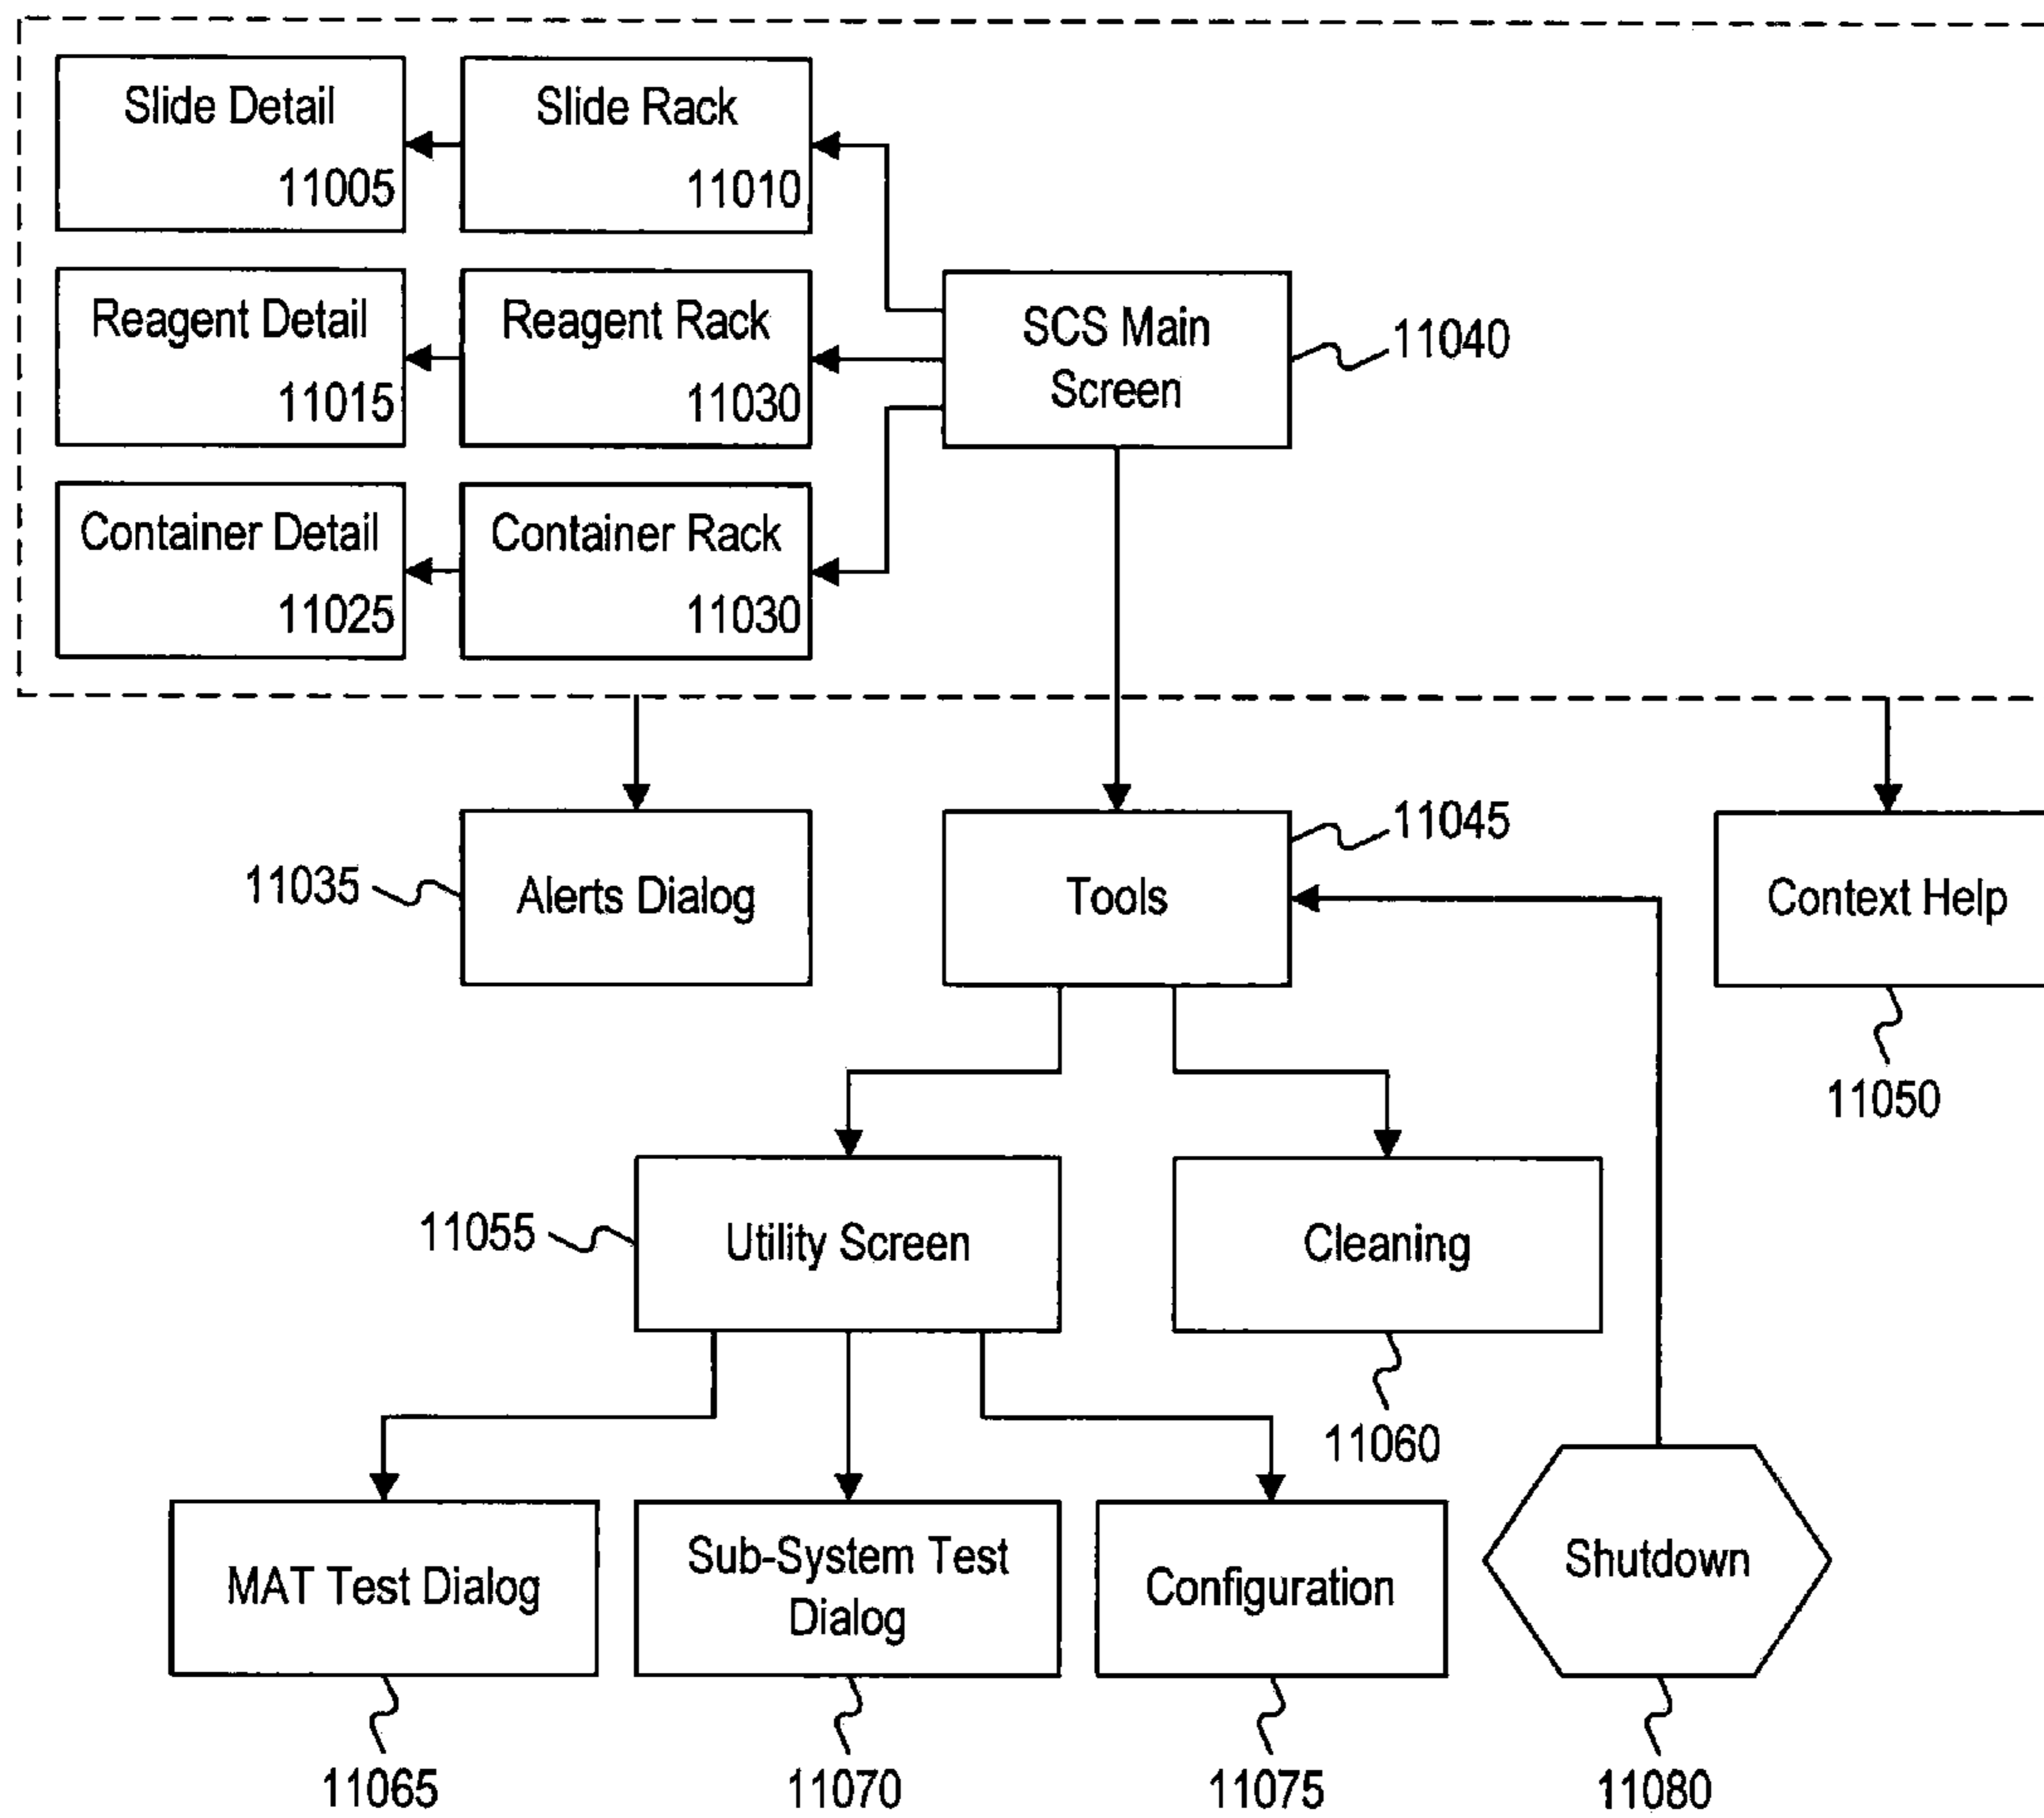 Slide Detail
11005
Slide Rack
11010
Reagent Detail
11015
Reagent Rack
11030
SCS Main
Screen
11040
Container Detail
11025
Container Rack
11030
11035
Alerts Dialog
Tools
11045
Context Help
11050
11055
Utility Screen
Cleaning
11060
MAT Test Dialog
11065
Sub-System Test
Dialog
11070
Configuration
11075
Shutdown
11080